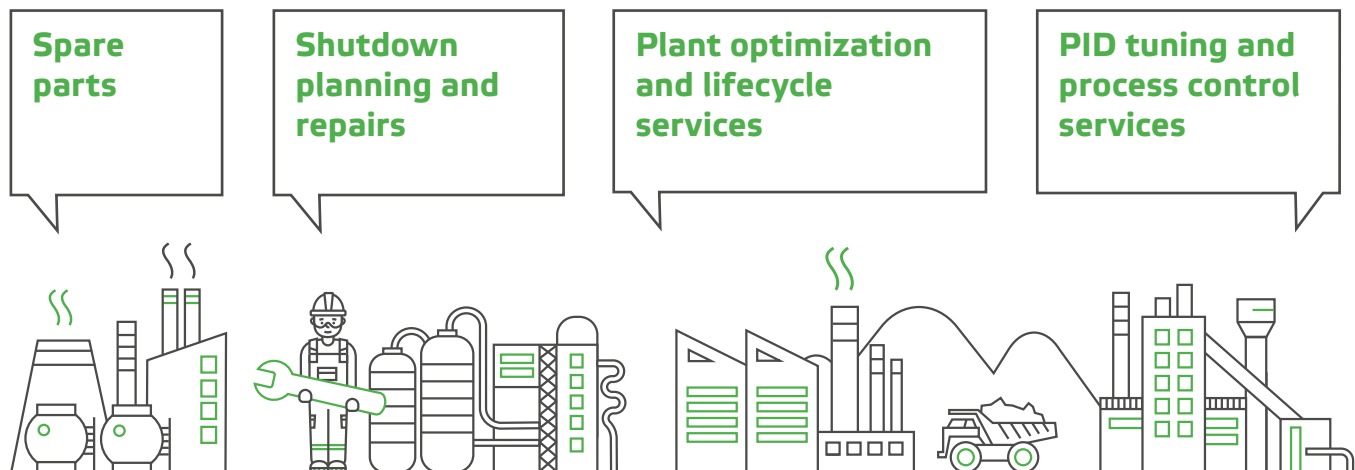 Spare
parts
Shutdown
planning and
repairs
Plant optimization
and lifecycle
services
PID tuning and
process control
services